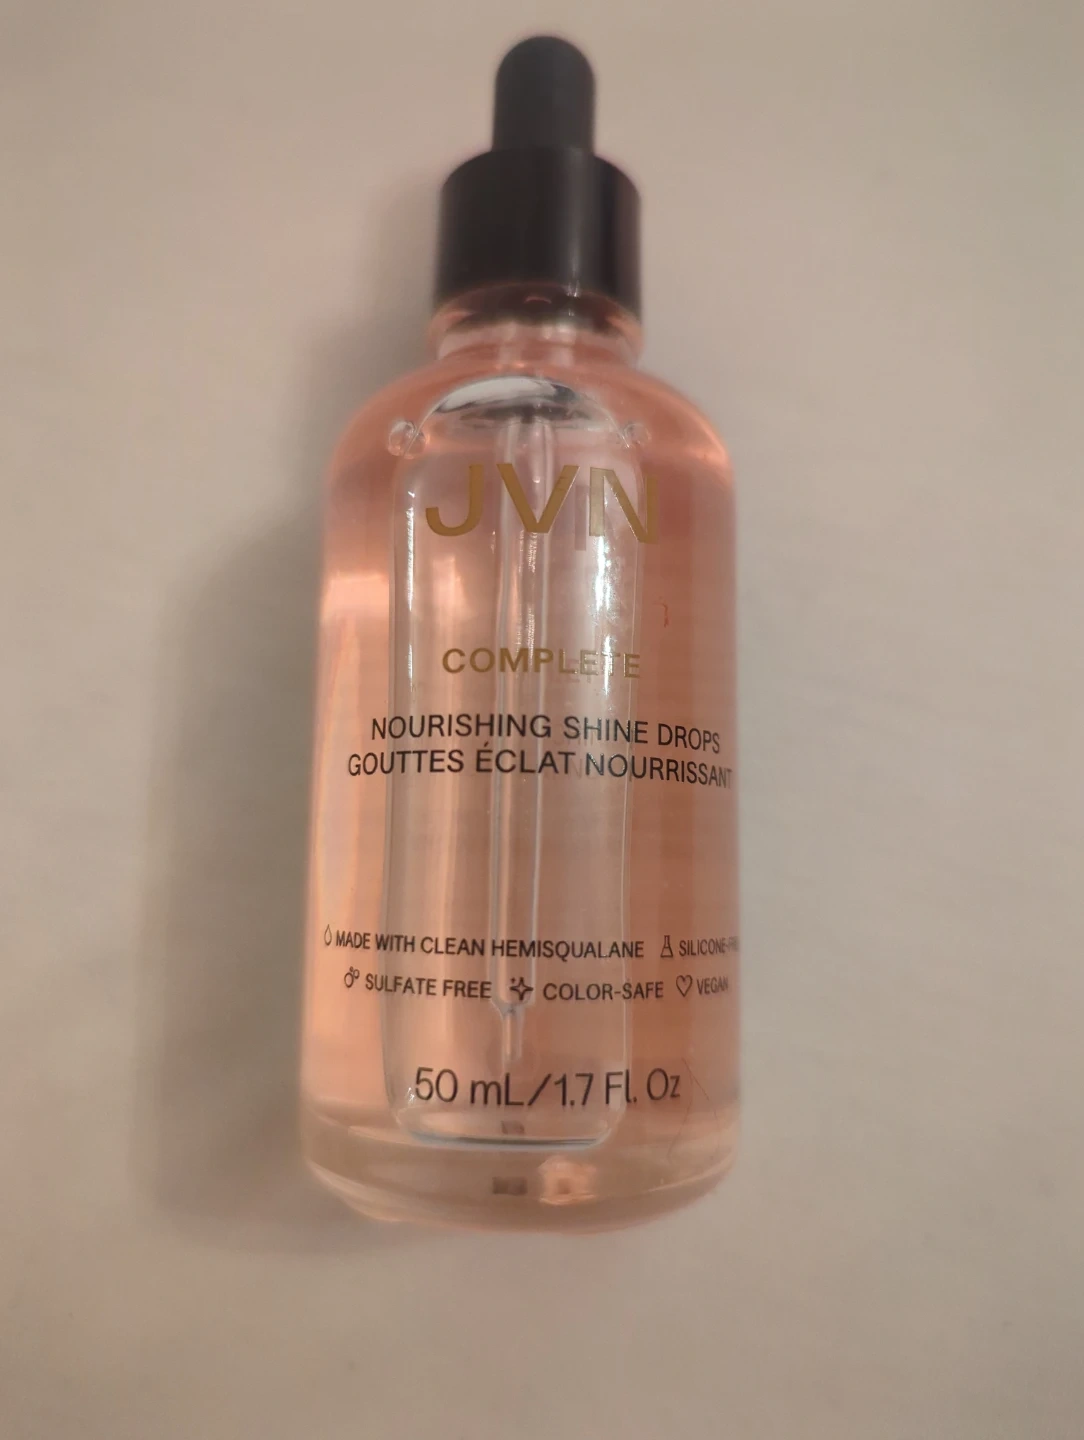 JVN
COMPLETE
NOURISHING SHINE DROPS
GOUTTES ÉCLAT NOURRISSANT
MADE WITH CLEAN HEMISQUALANE SILICONE-
SULFATE FREE COLOR-SAFE VEGAN
50 mL/1.7 Fl. Oz